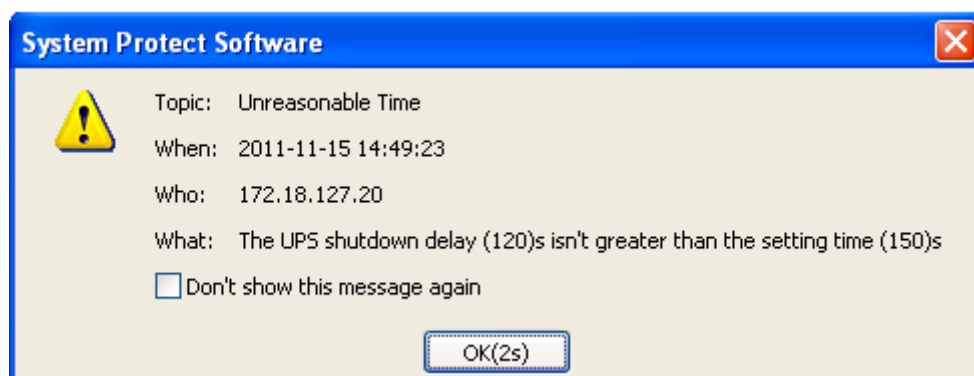 System Protect Software
Topic: Unreasonable Time
When: 2011-11-15 14:49:23
Who: 172.18.127.20
What: The UPS shutdown delay (120)s isn't greater than the setting time (150)s
Don't show this message again
OK(2s)